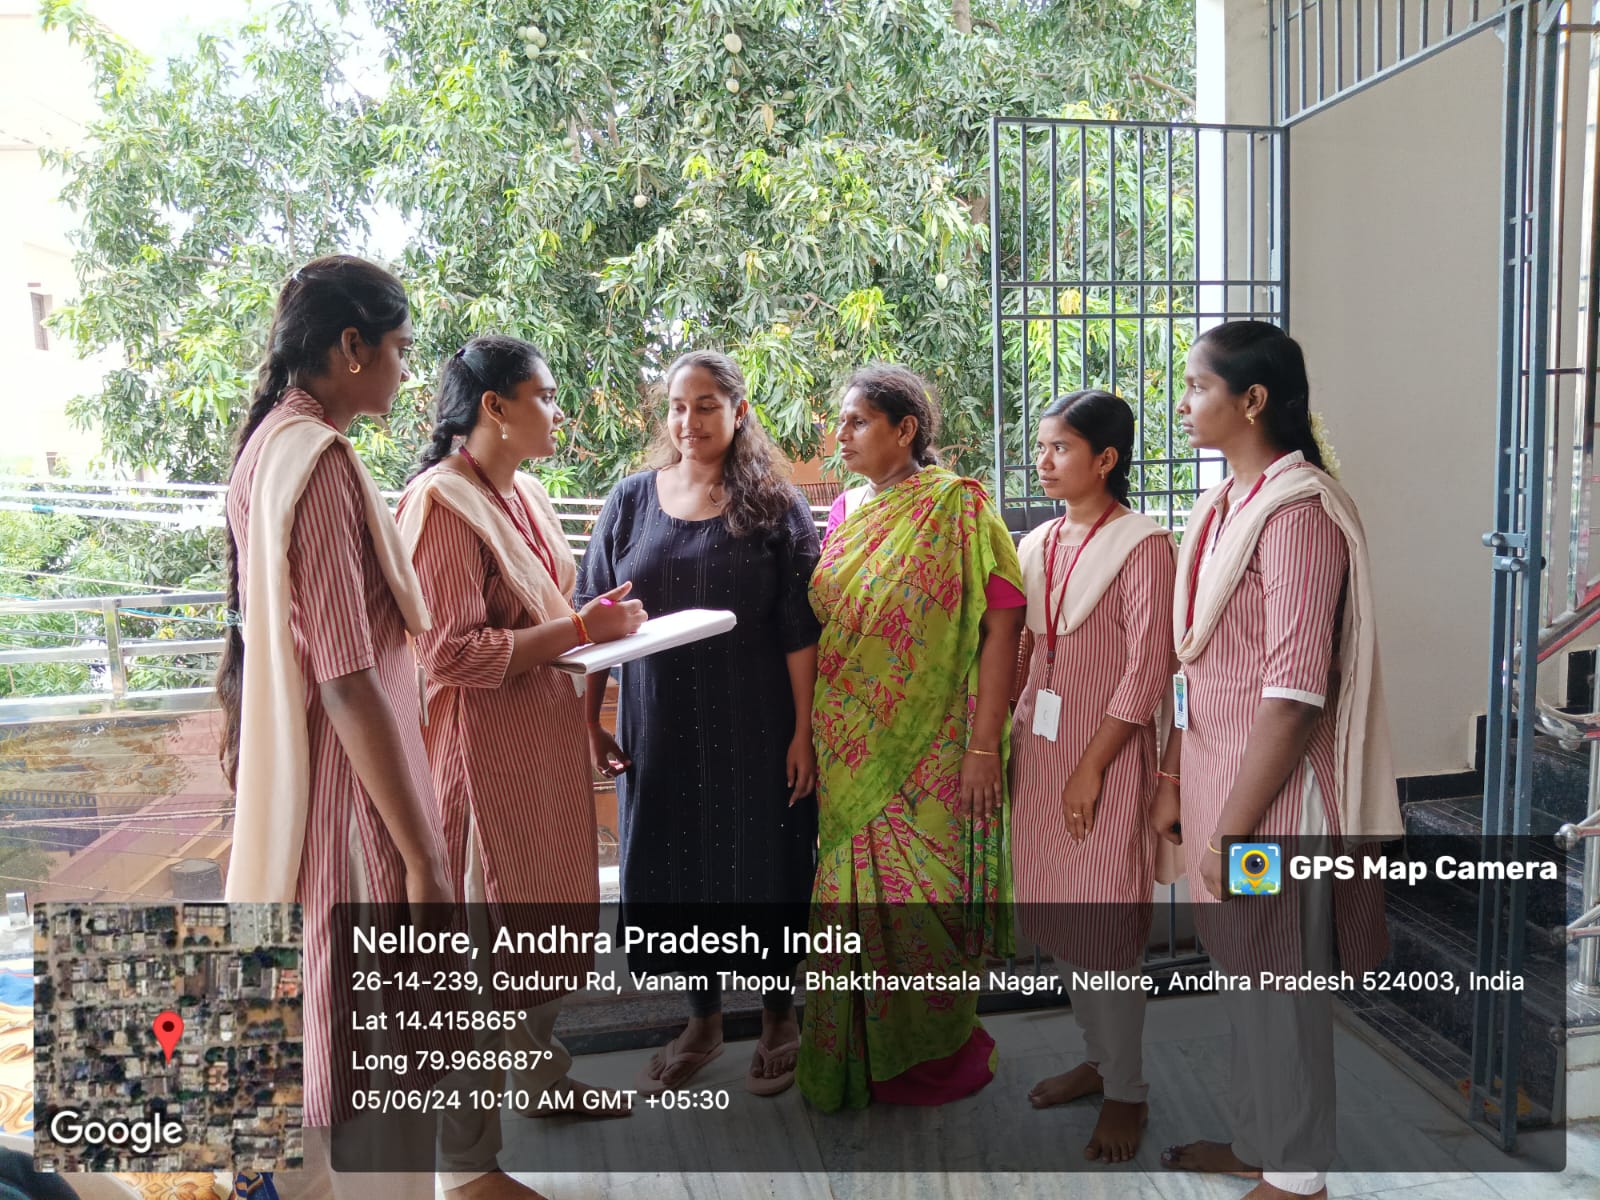 GPS Map Camera
Nellore, Andhra Pradesh, India
26-14-239, Guduru Rd, Vanam Thopu, Bhakthavatsala Nagar, Nellore, Andhra Pradesh 524003, India
Lat 14.415865°
Long 79.968687°
05/06/24 10:10 AM GMT +05:30
Google